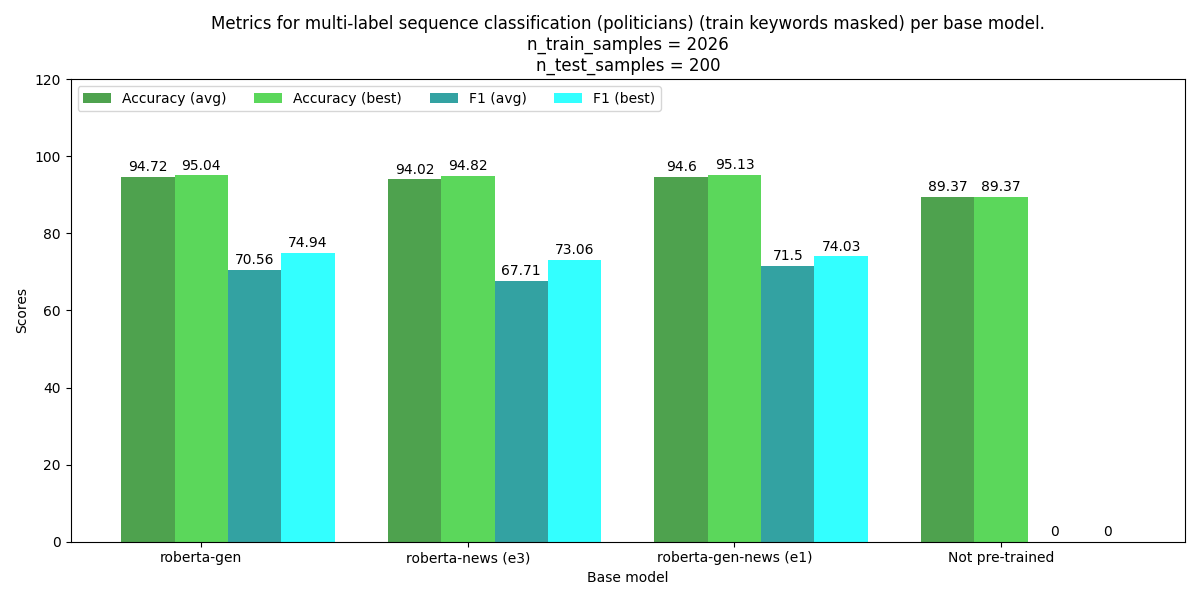 Metrics for multi-label sequence classification (politicians) (train keywords masked) per base model.
n_train_samples = 2026
n_test_samples = 200
Accuracy (avg) Accuracy (best) F1 (avg) F1 (best)
120
100
80
60
40
20
0
Scores
94.72 95.04 70.56 74.94
94.02 94.82 67.71 73.06
94.6 95.13 71.5 74.03
89.37 89.37 0 0
roberta-gen roberta-news (e3) roberta-gen-news (e1) Not pre-trained
Base model